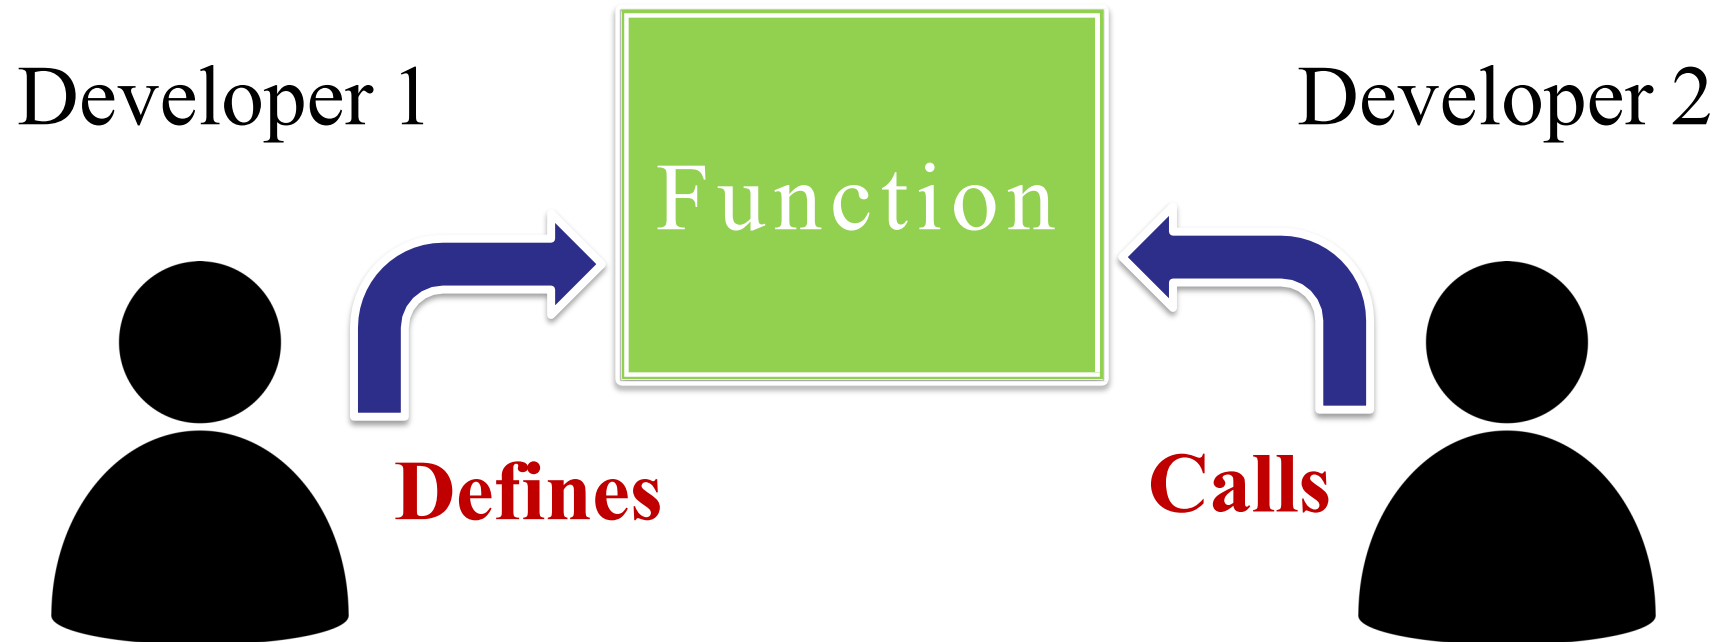 Developer 1
Function
Developer 2
Defines
Calls